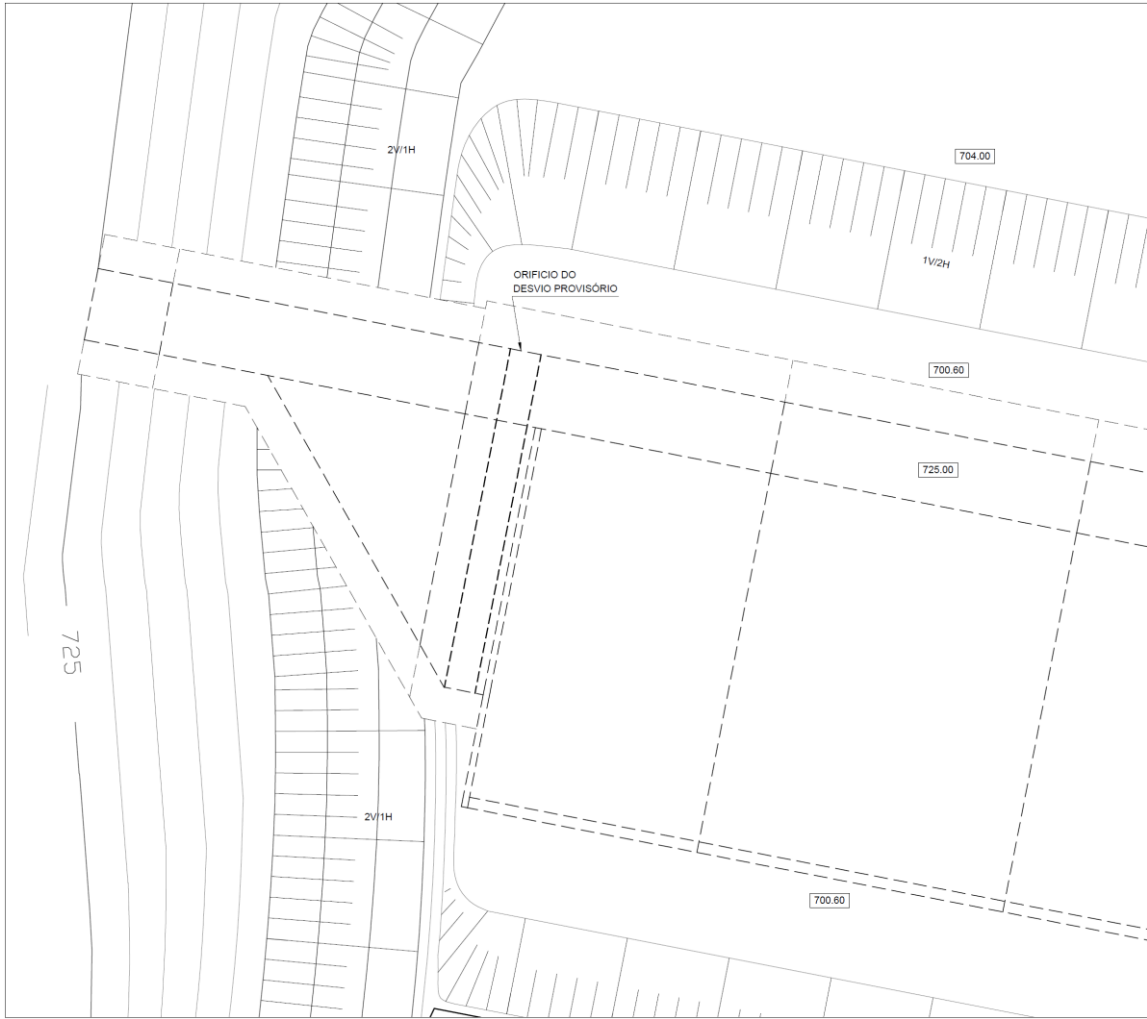 2V/1H
704.00
1V/2H
ORIFICIO DO
DESVIO PROVISÓRIO
700.60
725.00
725
2V/1H
700.60